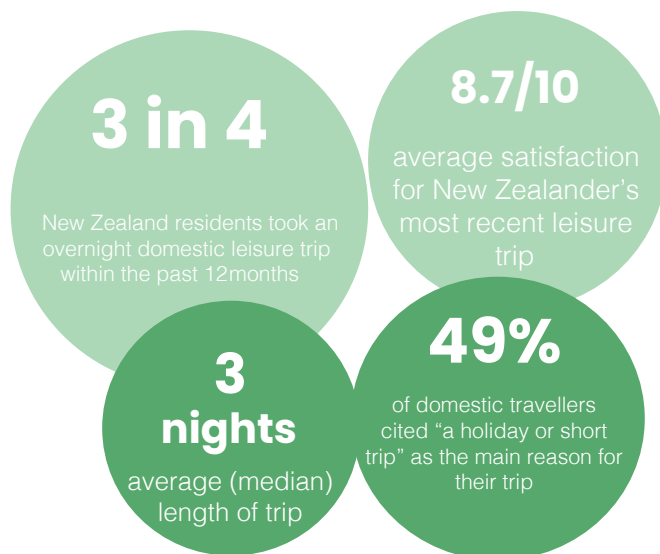 3 in 4
New Zealand residents took an
overnight domestic leisure trip
within the past 12months
8.7/10
average satisfaction
for New Zealander's
most recent leisure
trip
3
nights
average (median)
length of trip
49%
of domestic travellers
cited “a holiday or short
trip” as the main reason for
their trip